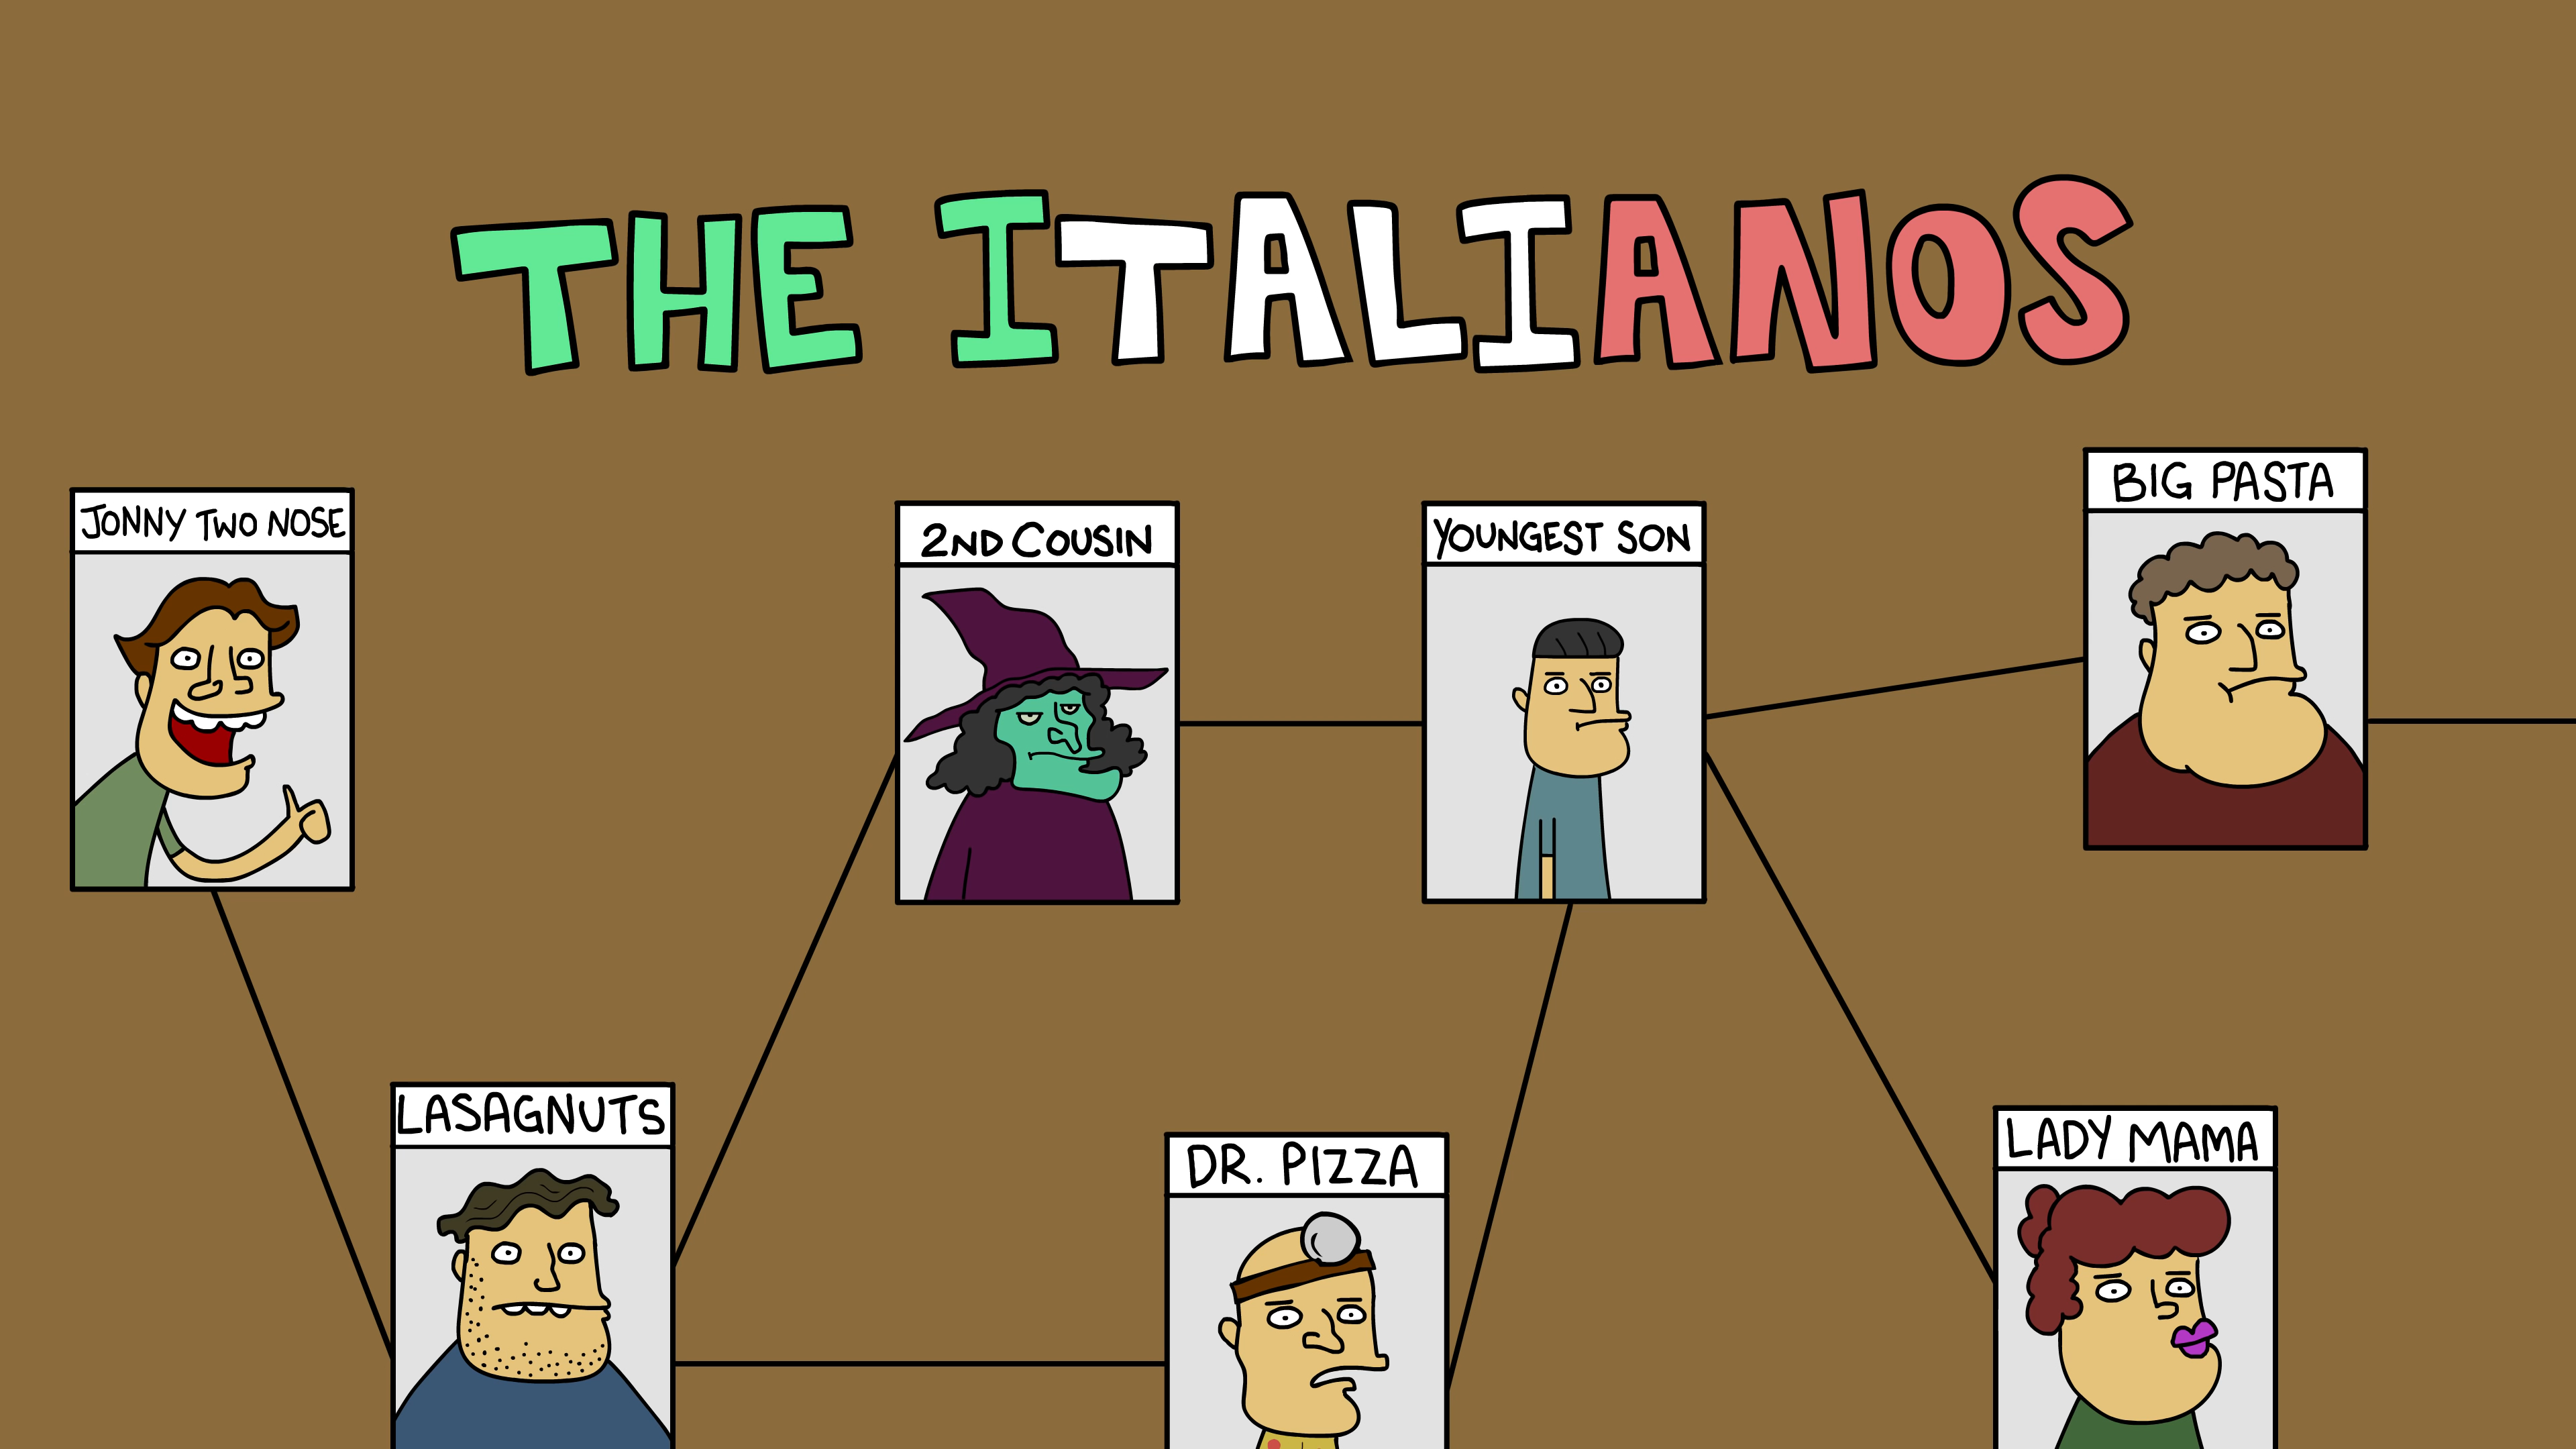 THE ITALIANOS
JONNY TWO NOSE
2ND COUSIN
YOUNGEST SON
BIG PASTA
LASAGNUTS
DR. PIZZA
LADY MAMA